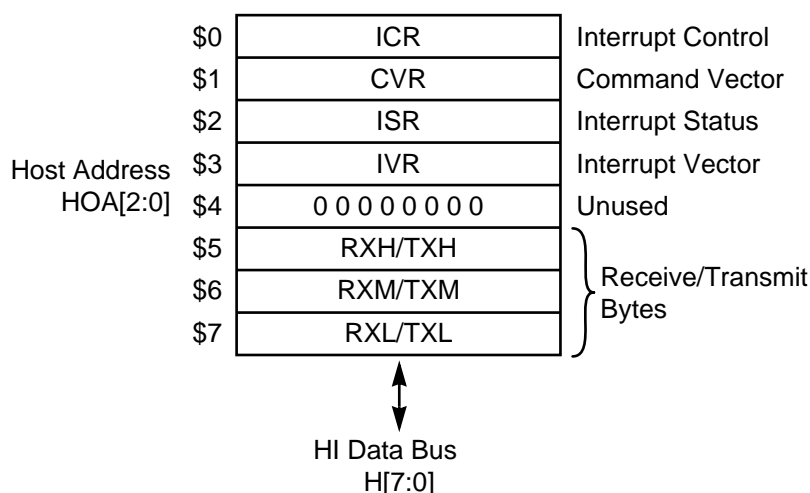 $0 ICR Interrupt Control
$1 CVR Command Vector
$2 ISR Interrupt Status
Host Address
HOA[2:0]
$3 IVR Interrupt Vector
$4 0 0 0 0 0 0 0 0 Unused
$5 RXH/TXH
$6 RXM/TXM
$7 RXL/TXL
Receive/Transmit
Bytes
HI Data Bus
H[7:0]